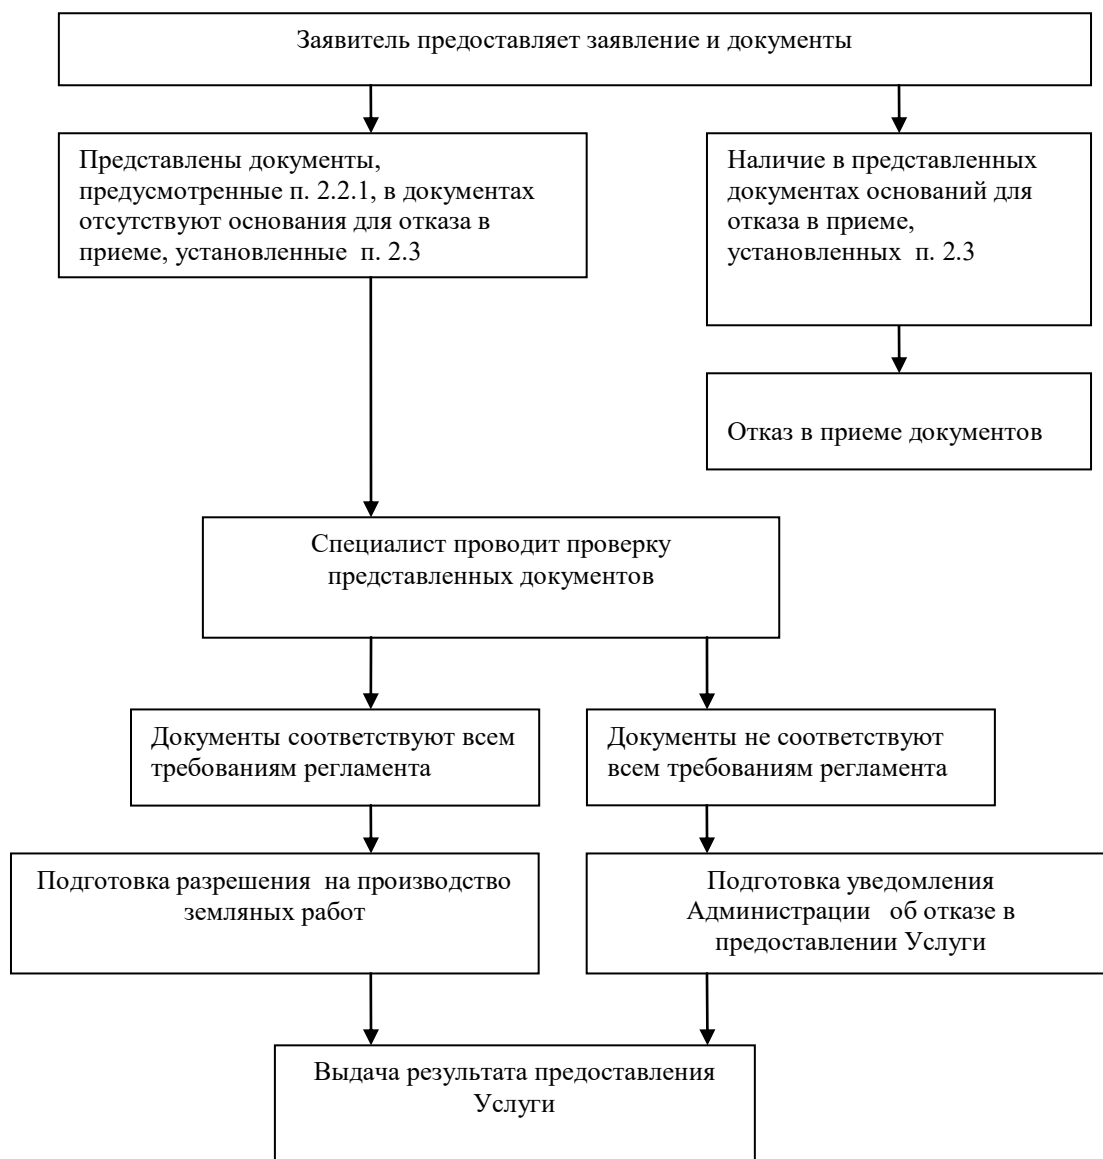 Заявитель предоставляет заявление и документы
Представлены документы,
предусмотренные п. 2.2.1, в документах
отсутствуют основания для отказа в
приеме, установленные п. 2.3
Наличие в представленных
документах оснований для
отказа в приеме,
установленных п. 2.3
Отказ в приеме документов
Специалист проводит проверку
представленных документов
Документы соответствуют всем
требованиям регламента
Документы не соответствуют
всем требованиям регламента
Подготовка разрешения на производство
земляных работ
Подготовка уведомления
Администрации об отказе в
предоставлении Услуги
Выдача результата предоставления
Услуги